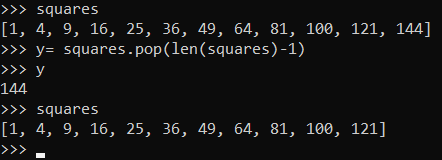 >>> squares
[1, 4, 9, 16, 25, 36, 49, 64, 81, 100, 121, 144]
>>> y= squares.pop(len(squares)-1)
>>> y
144
>>> squares
[1, 4, 9, 16, 25, 36, 49, 64, 81, 100, 121]
>>>